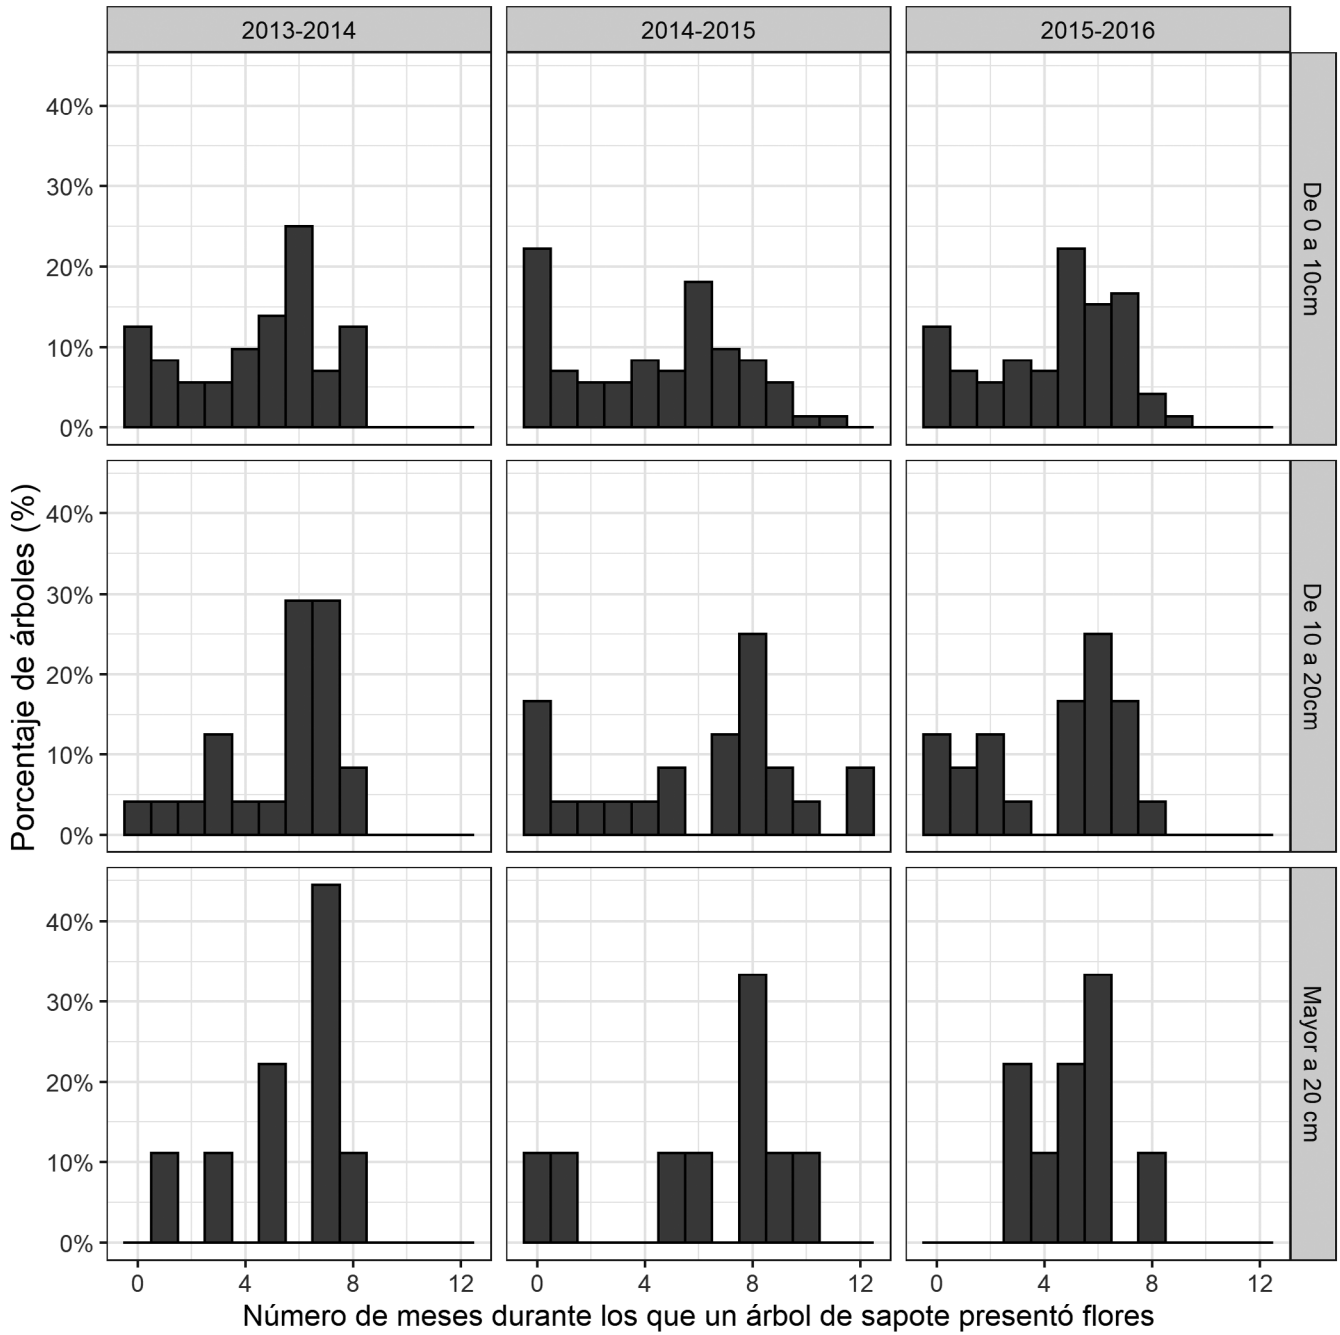 2013-2014
2014-2015
2015-2016
Porcentaje de árboles (%)
40%
30%
20%
10%
0%
De 0 a 10cm
40%
30%
20%
10%
0%
De 10 a 20cm
40%
30%
20%
10%
0%
Mayor a 20 cm
0 4 8 12
0 4 8 12
0 4 8 12
Número de meses durante los que un árbol de sapote presentó flores